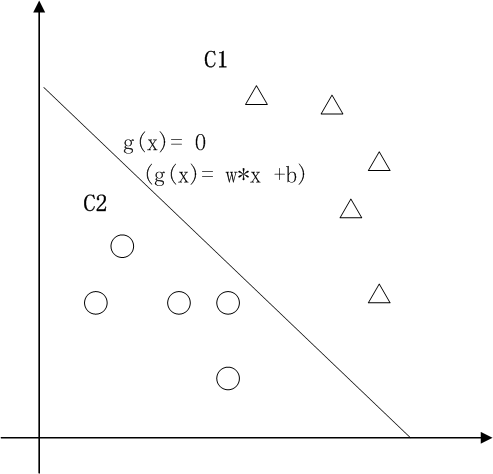 C1
g(x)= 0
(g(x)= w*x +b)
C2